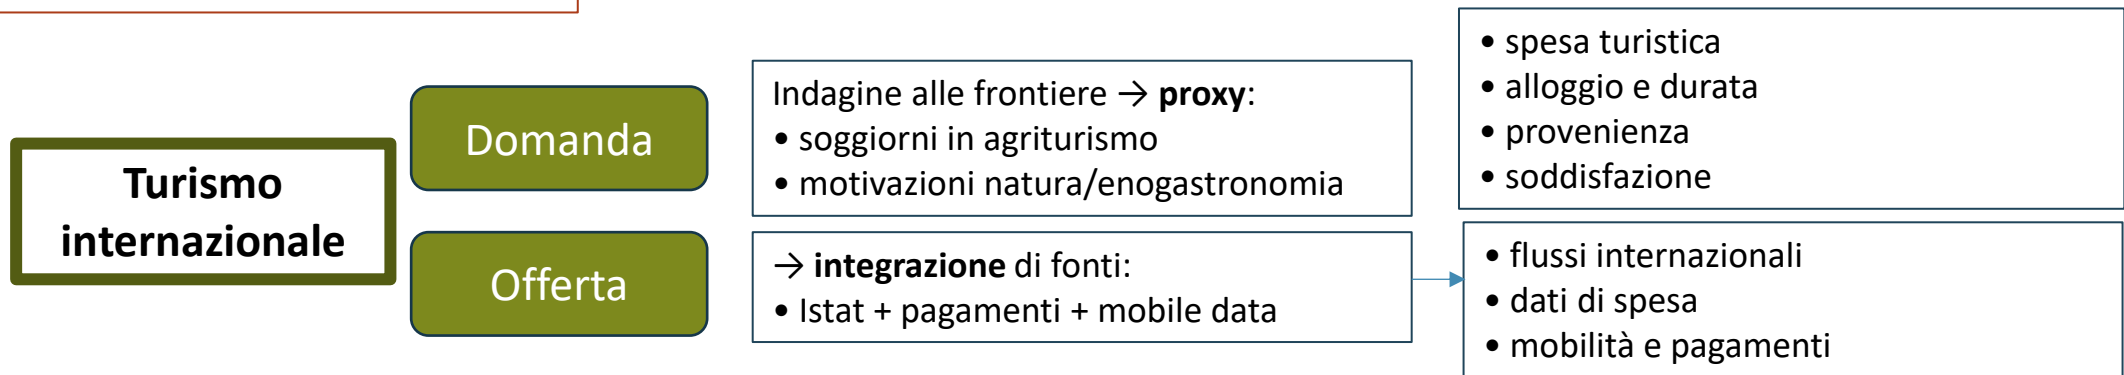 Turismo
internazionale
Domanda
Indagine alle frontiere → proxy:
• soggiorni in agriturismo
• motivazioni natura/enogastronomia
• spesa turistica
• alloggio e durata
• provenienza
• soddisfazione
Offerta
→ integrazione di fonti:
• Istat + pagamenti + mobile data
• flussi internazionali
• dati di spesa
• mobilità e pagamenti